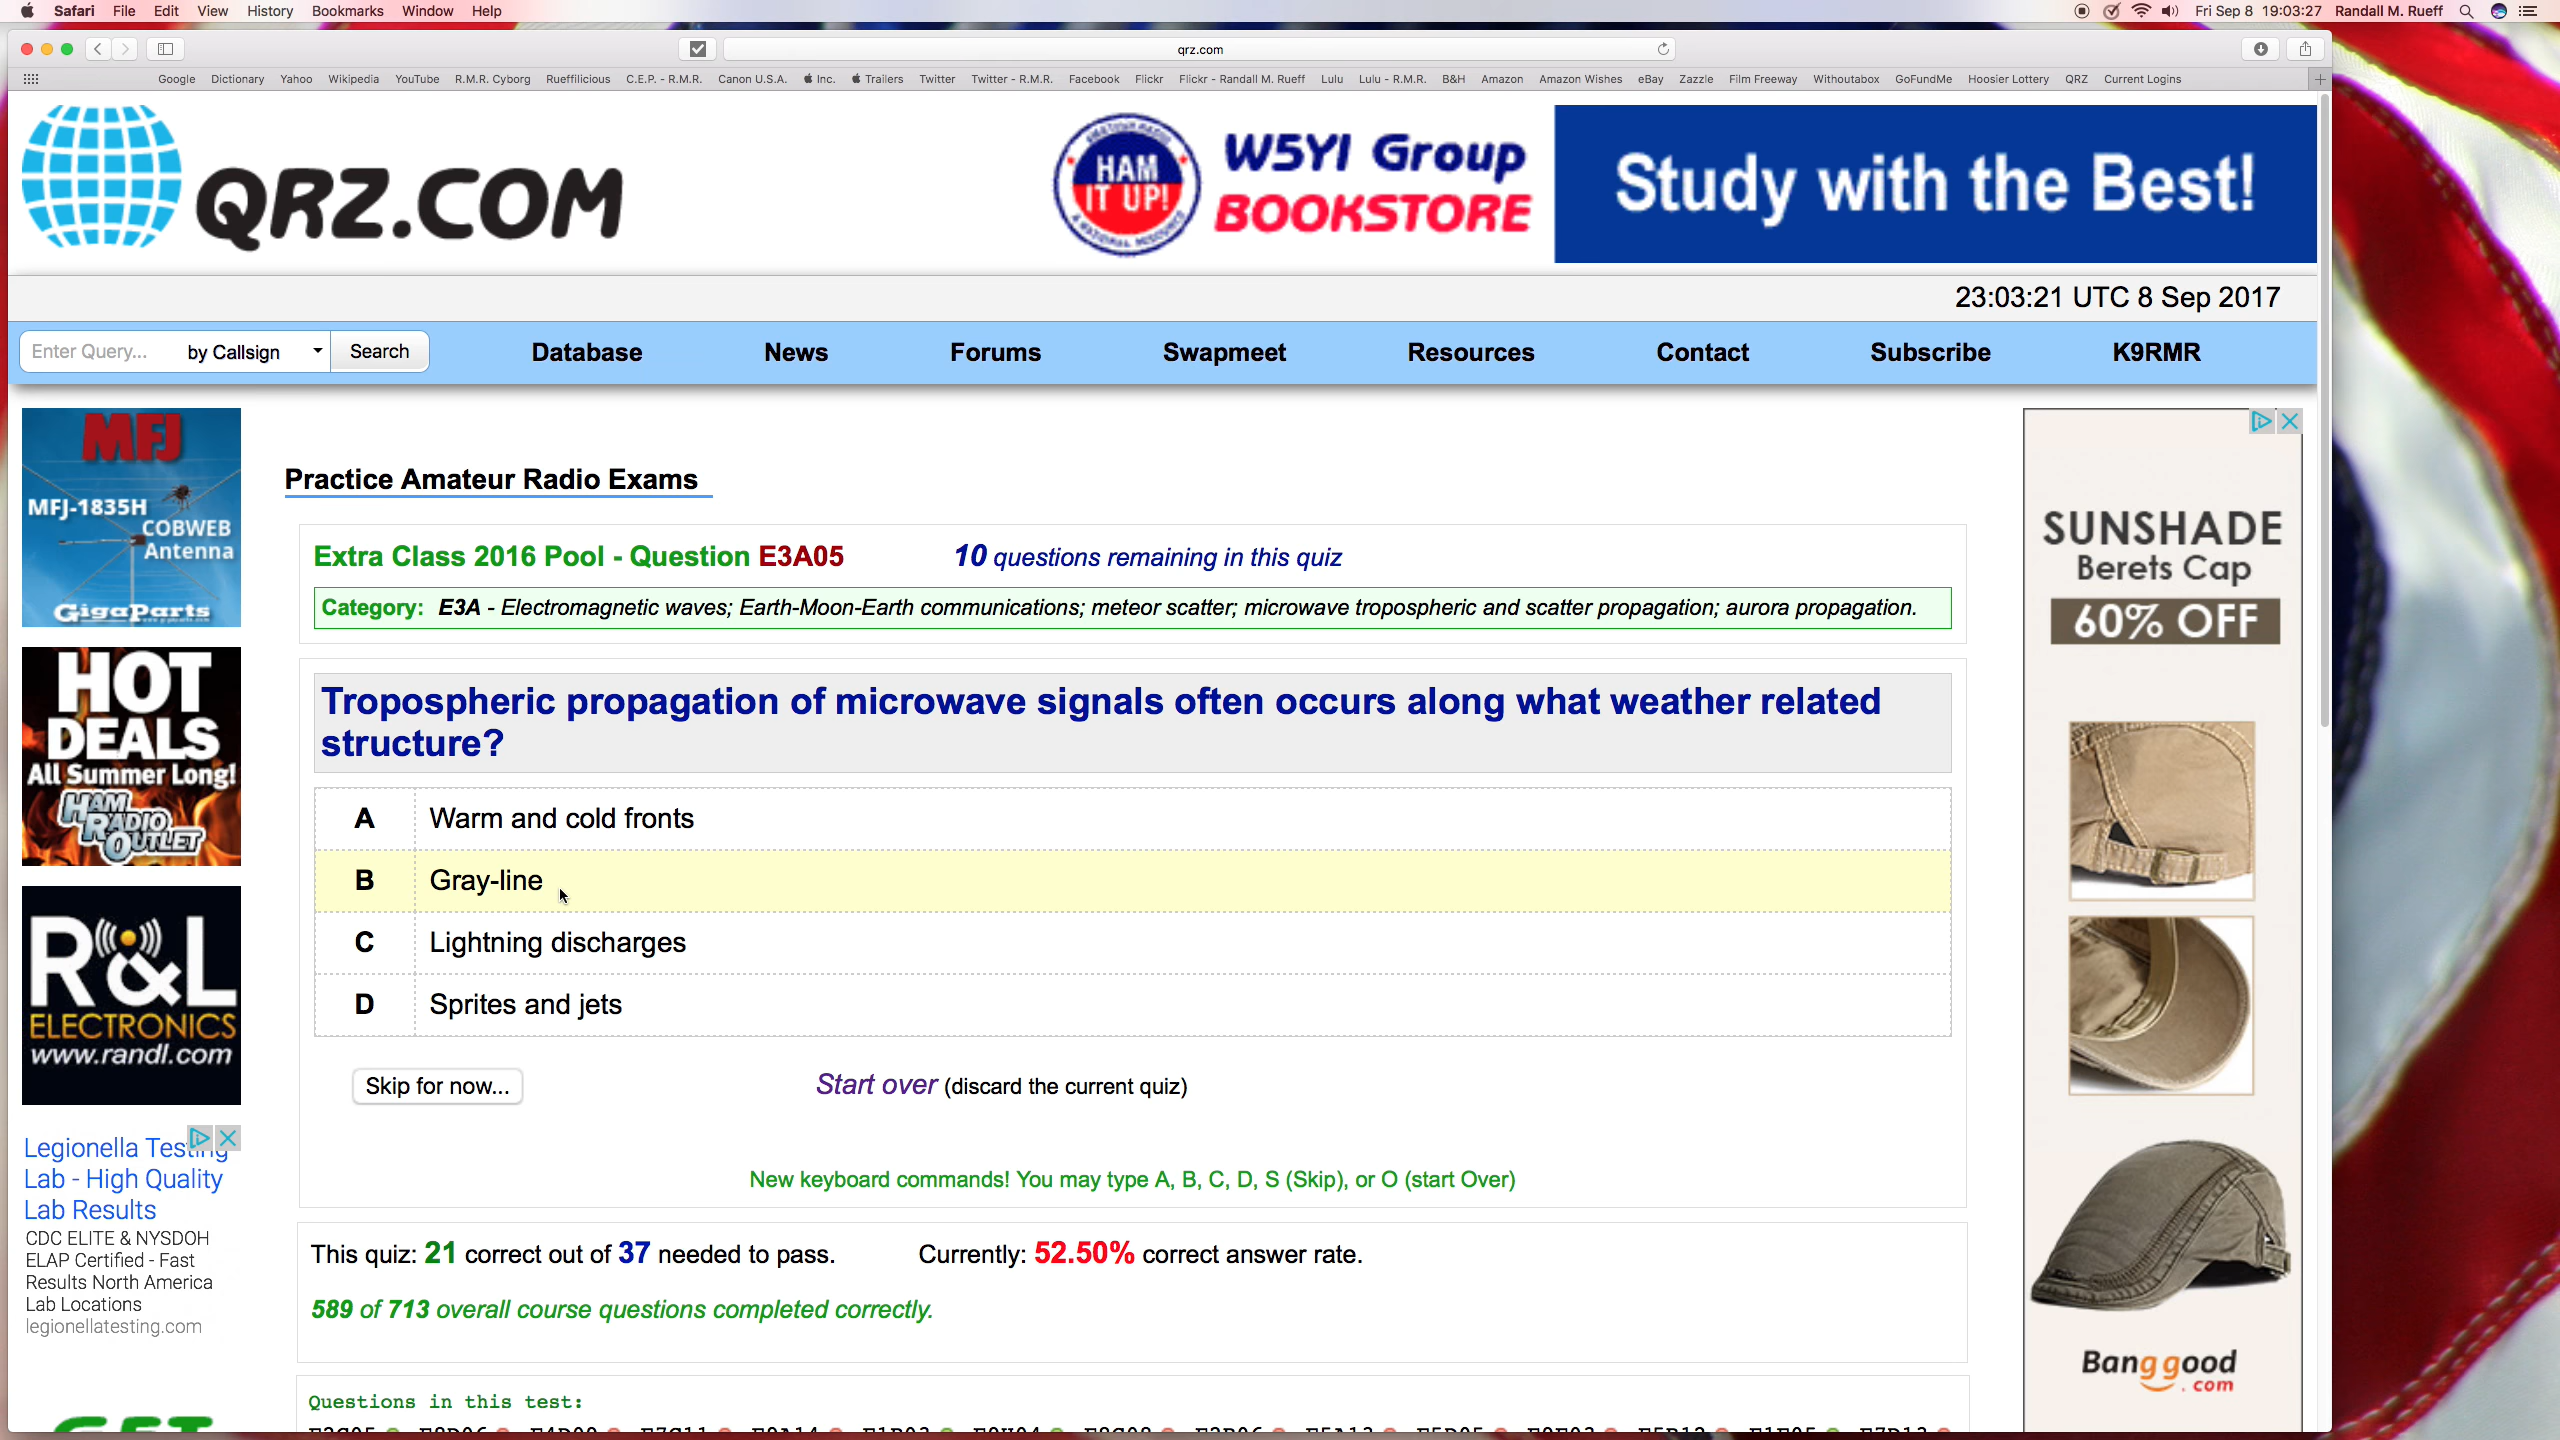 Safari File Edit View History Bookmarks Window Help
Fri Sep 8 19:03:27 Randall M. Rueff
qrz.com
Google Dictionary Yahoo Wikipedia YouTube R.M.R. Cyborg Rueffilicious C.E.P. - R.M.R. Canon U.S.A. Inc. Trailers Twitter Twitter - R.M.R. Facebook Flickr Flickr - Randall M. Rueff Lulu Lulu - R.M.R. B&H Amazon Amazon Wishes eBay Zazzle Film Freeway Withoutabox GoFundMe Hoosier Lottery QRZ Current Logins
QRZ.COM
HAM
IT UP!
W5YI Group
BOOKSTORE
Study with the Best!
23:03:21 UTC 8 Sep 2017
Enter Query... by Callsign Search Database News Forums Swapmeet Resources Contact Subscribe K9RMR
MFJ
MFJ-1835H
COBWEB
Antenna
GigaParts
HOT
DEALS
All Summer Long!
HAM
RADIO
OUTLET
R&L
ELECTRONICS
www.randl.com
Legionella Testing
Lab - High Quality
Lab Results
CDC ELITE & NYSDOH
ELAP Certified - Fast
Results North America
Lab Locations
legionellatesting.com
Practice Amateur Radio Exams
Extra Class 2016 Pool - Question E3A05 10 questions remaining in this quiz
Category: E3A - Electromagnetic waves; Earth-Moon-Earth communications; meteor scatter; microwave tropospheric and scatter propagation; aurora propagation.
Tropospheric propagation of microwave signals often occurs along what weather related
structure?
A Warm and cold fronts
B Gray-line
C Lightning discharges
D Sprites and jets
Skip for now... Start over (discard the current quiz)
New keyboard commands! You may type A, B, C, D, S (Skip), or O (start Over)
This quiz: 21 correct out of 37 needed to pass. Currently: 52.50% correct answer rate.
589 of 713 overall course questions completed correctly.
Questions in this test:
SUNSHADE
Berets Cap
60% OFF
Banggood
.com